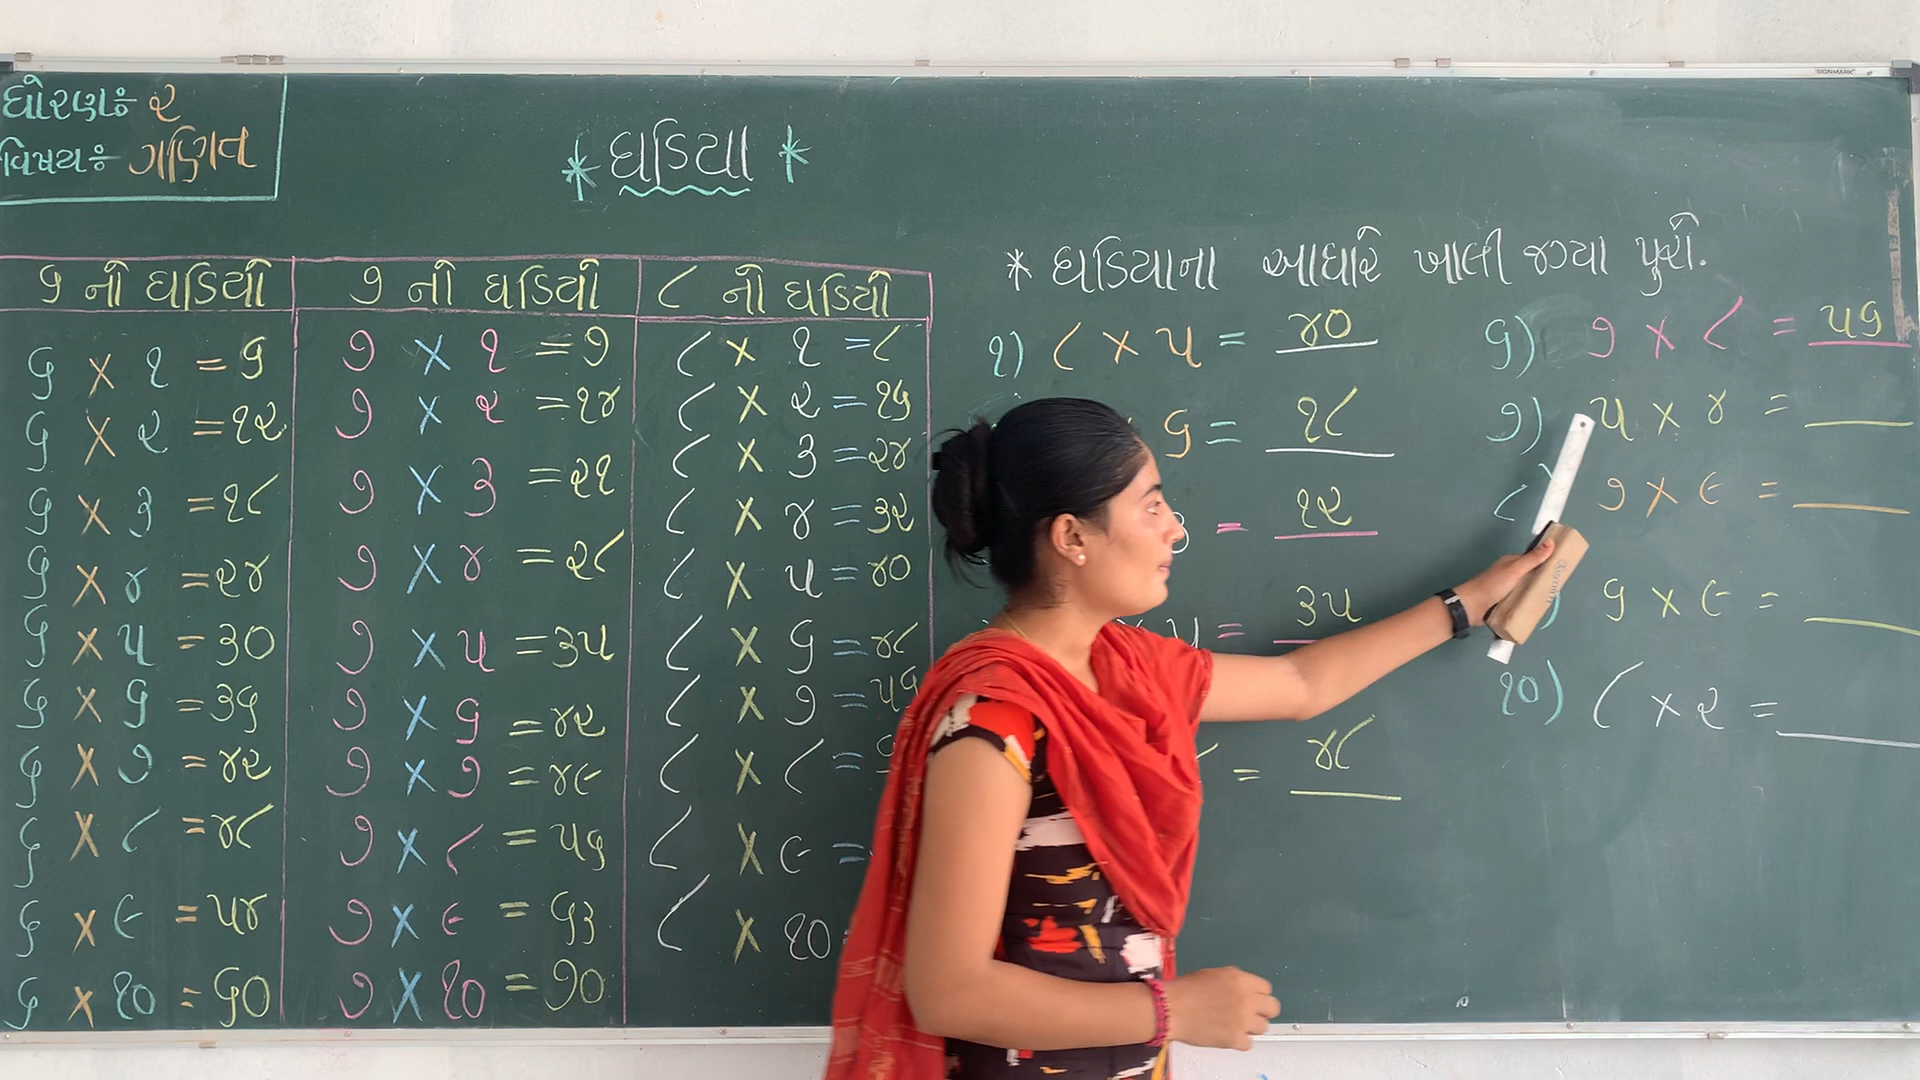 ધોરણઃ ૨
વિષયઃ ગણિત
* ઘડિયા *
SIGNMARK
૬ નો ઘડિયો
૬ × ૧ = ૬
૬ × ૨ = ૧૨
૬ × ૩ = ૧૮
૬ × ૪ = ૨૪
૬ × ૫ = ૩૦
૬ × ૬ = ૩૬
૬ × ૭ = ૪૨
૬ × ૮ = ૪૮
૬ × ૯ = ૫૪
૬ × ૧૦ = ૬૦
૭ નો ઘડિયો
૭ × ૧ = ૭
૭ × ૨ = ૧૪
૭ × ૩ = ૨૧
૭ × ૪ = ૨૮
૭ × ૫ = ૩૫
૭ × ૬ = ૪૨
૭ × ૭ = ૪૯
૭ × ૮ = ૫૬
૭ × ૯ = ૬૩
૭ × ૧૦ = ૭૦
૮ નો ઘડિયો
૮ × ૧ = ૮
૮ × ૨ = ૧૬
૮ × ૩ = ૨૪
૮ × ૪ = ૩૨
૮ × ૫ = ૪૦
૮ × ૬ = ૪૮
૮ × ૭ = ૫૬
૮ × ૮ =
૮ × ૯ =
૮ × ૧૦
* ઘડિયાના આધારે ખાલી જગ્યા પુરો.
૧) ૮ × ૫ = ૪૦
૬ = ૧૮
= ૧૨
× ૫ = ૩૫
= ૪૮
૬) ૭ × ૮ = ૫૬
૭) ૫ × ૪ = ___
૮) ૭ × ૯ = ___
૬ × ૯ = ___
૧૦) ૮ × ૨ = ___